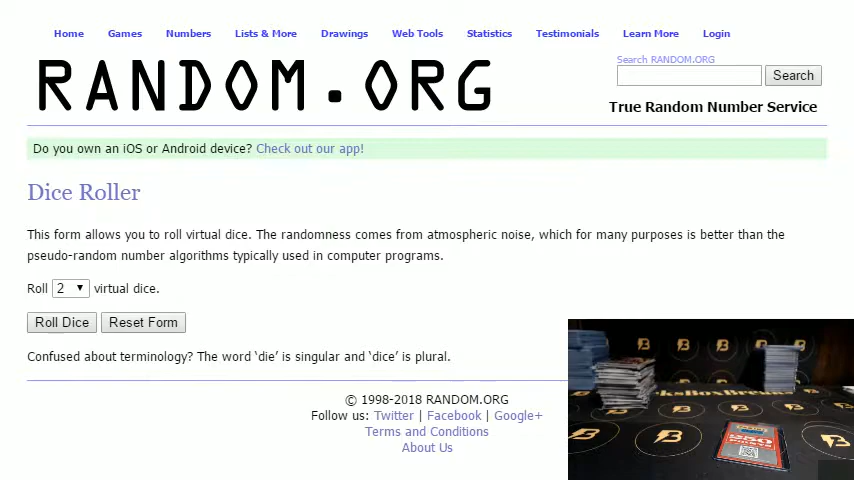 Home Games Numbers Lists & More Drawings Web Tools Statistics Testimonials Learn More Login
Search RANDOM.ORG
RANDOM.ORG
Search
True Random Number Service
Do you own an iOS or Android device? Check out our app!
Dice Roller
This form allows you to roll virtual dice. The randomness comes from atmospheric noise, which for many purposes is better than the
pseudo-random number algorithms typically used in computer programs.
Roll 2 virtual dice.
Roll Dice Reset Form
Confused about terminology? The word ‘die’ is singular and ‘dice’ is plural.
© 1998-2018 RANDOM.ORG
Follow us: Twitter | Facebook | Google+
Terms and Conditions
About Us
250